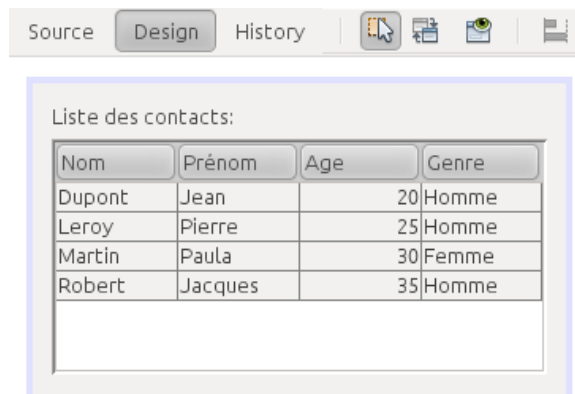 Source Design History
Liste des contacts:
Nom Prénom Age Genre
Dupont Jean 20 Homme
Leroy Pierre 25 Homme
Martin Paula 30 Femme
Robert Jacques 35 Homme